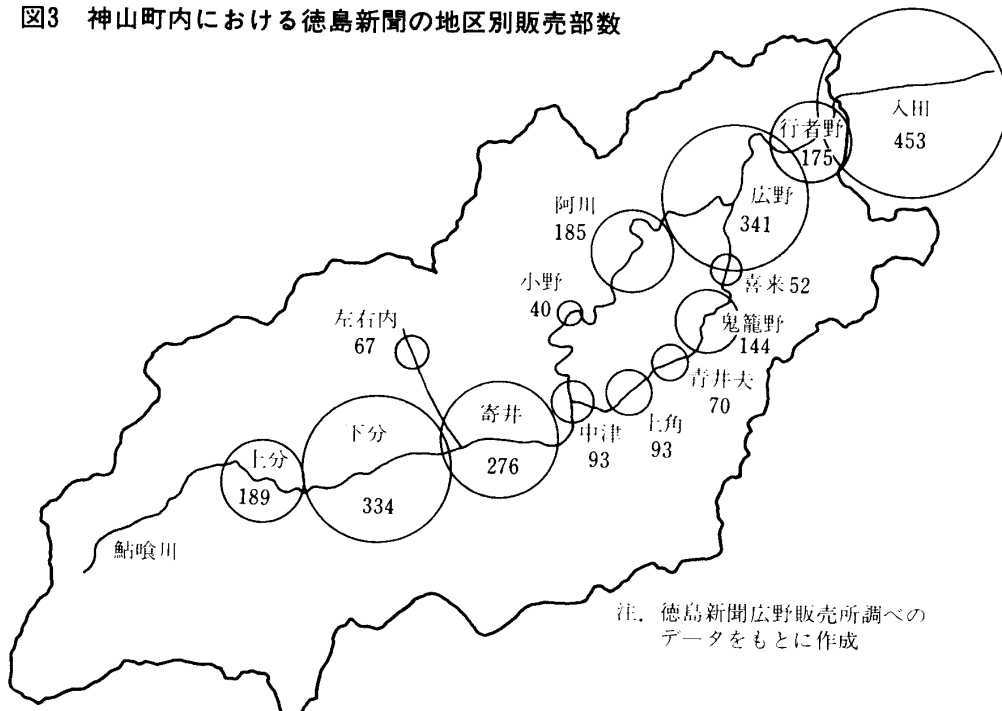 図3 神山町内における徳島新聞の地区別販売部数
入田
453
行者野
175
広野
341
阿川
185
喜来52
小野
40
鬼籠野
144
左右内
67
青井夫
70
上角
93
中津
93
寄井
276
下分
334
上分
189
鮎喰川
注. 徳島新聞広野販売所調べの
データをもとに作成